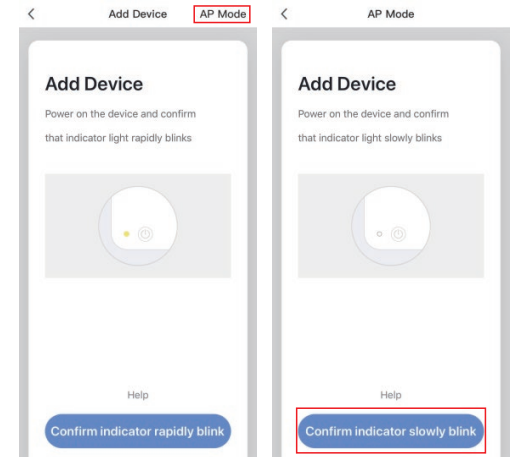 Add Device AP Mode
Add Device
Power on the device and confirm
that indicator light rapidly blinks
Help
Confirm indicator rapidly blink
AP Mode
Add Device
Power on the device and confirm
that indicator light slowly blinks
Help
Confirm indicator slowly blink